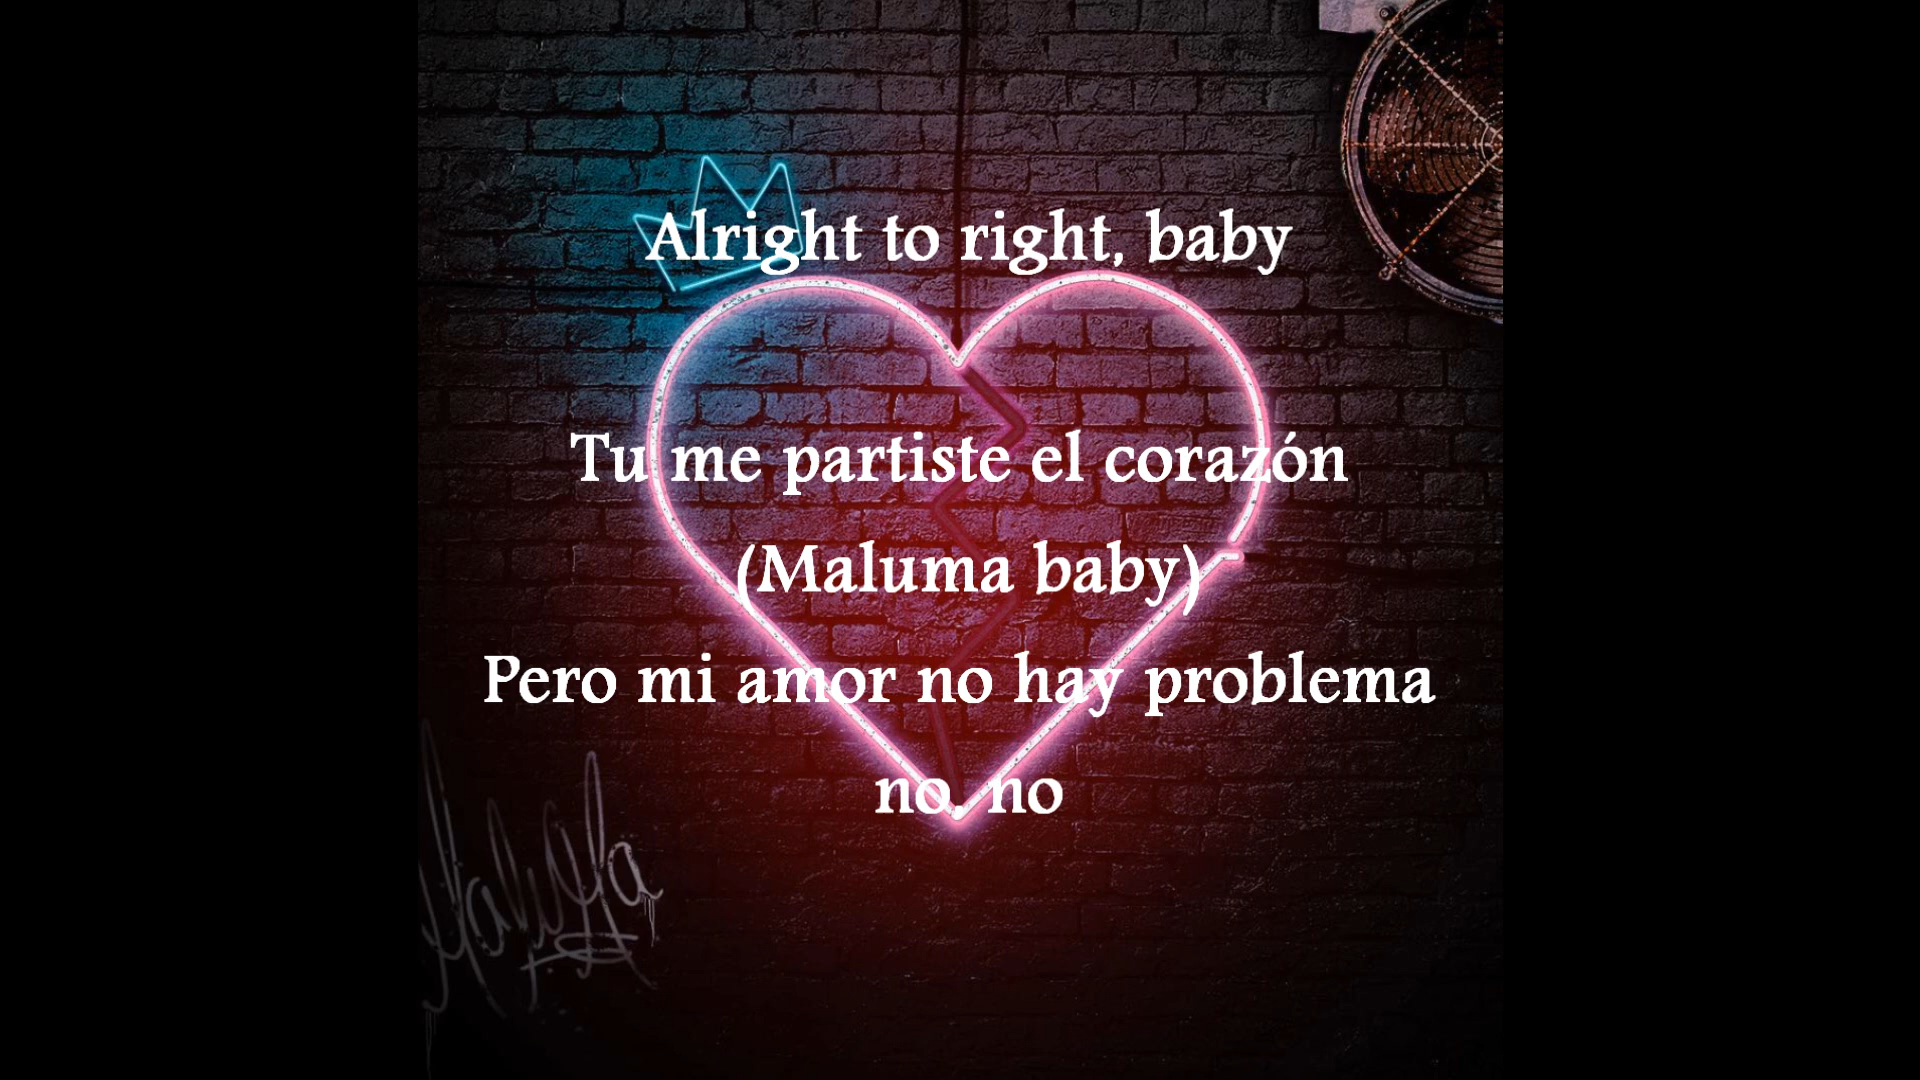 Alright to right, baby
Tu me partiste el corazón
(Maluma baby)
Pero mi amor no hay problema
no, no
Maluma